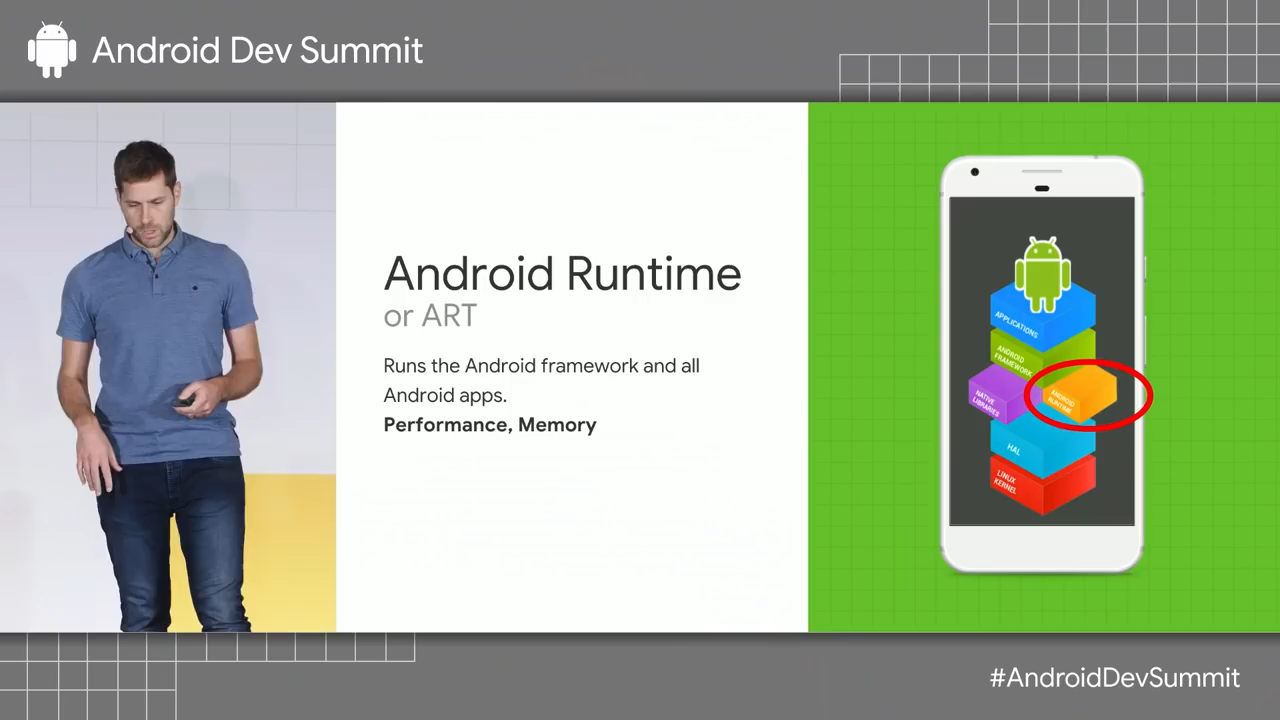 Android Dev Summit
Android Runtime
or ART
Runs the Android framework and all
Android apps.
Performance, Memory
APPLICATIONS
ANDROID
FRAMEWORK
NATIVE
LIBRARIES
ANDROID
RUNTIME
HAL
LINUX
KERNEL
#AndroidDevSummit